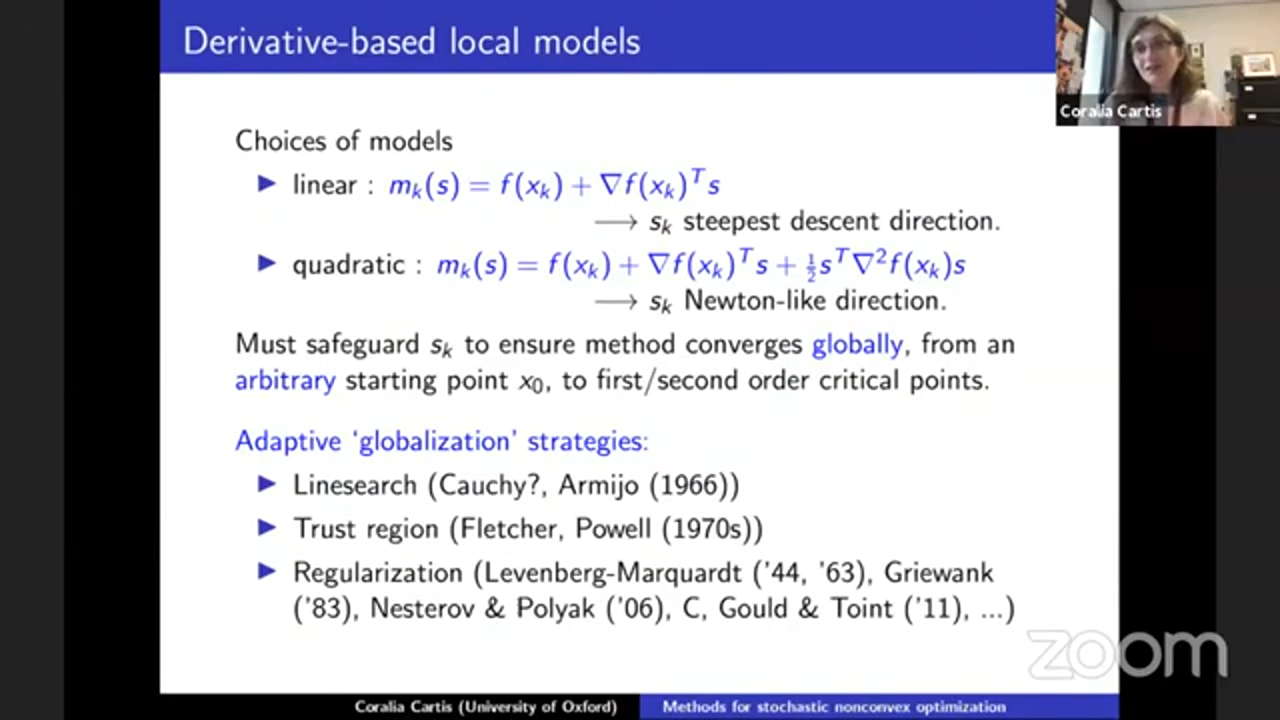 Derivative-based local models
Coralia Cartis
Choices of models
▶ linear : mₖ(s) = f(xₖ) + ∇f(xₖ)ᵀs
⟶ sₖ steepest descent direction.
▶ quadratic : mₖ(s) = f(xₖ) + ∇f(xₖ)ᵀs + ½sᵀ∇²f(xₖ)s
⟶ sₖ Newton-like direction.
Must safeguard sₖ to ensure method converges globally, from an
arbitrary starting point x₀, to first/second order critical points.
Adaptive ‘globalization’ strategies:
▶ Linesearch (Cauchy?, Armijo (1966))
▶ Trust region (Fletcher, Powell (1970s))
▶ Regularization (Levenberg-Marquardt ('44, '63), Griewank
('83), Nesterov & Polyak ('06), C, Gould & Toint ('11), ...)
zoom
Coralia Cartis (University of Oxford) Methods for stochastic nonconvex optimization